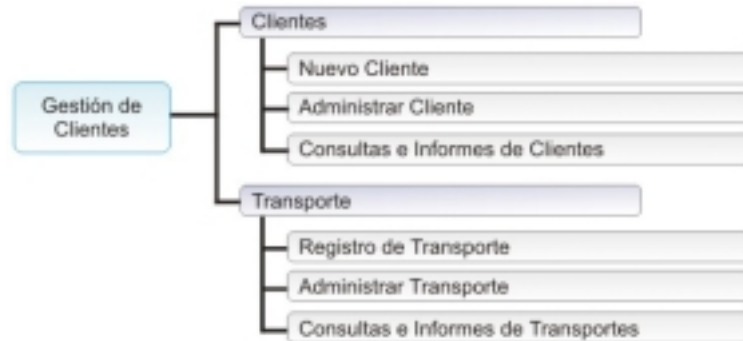 Gestión de
Clientes
Clientes
Nuevo Cliente
Administrar Cliente
Consultas e Informes de Clientes
Transporte
Registro de Transporte
Administrar Transporte
Consultas e Informes de Transportes